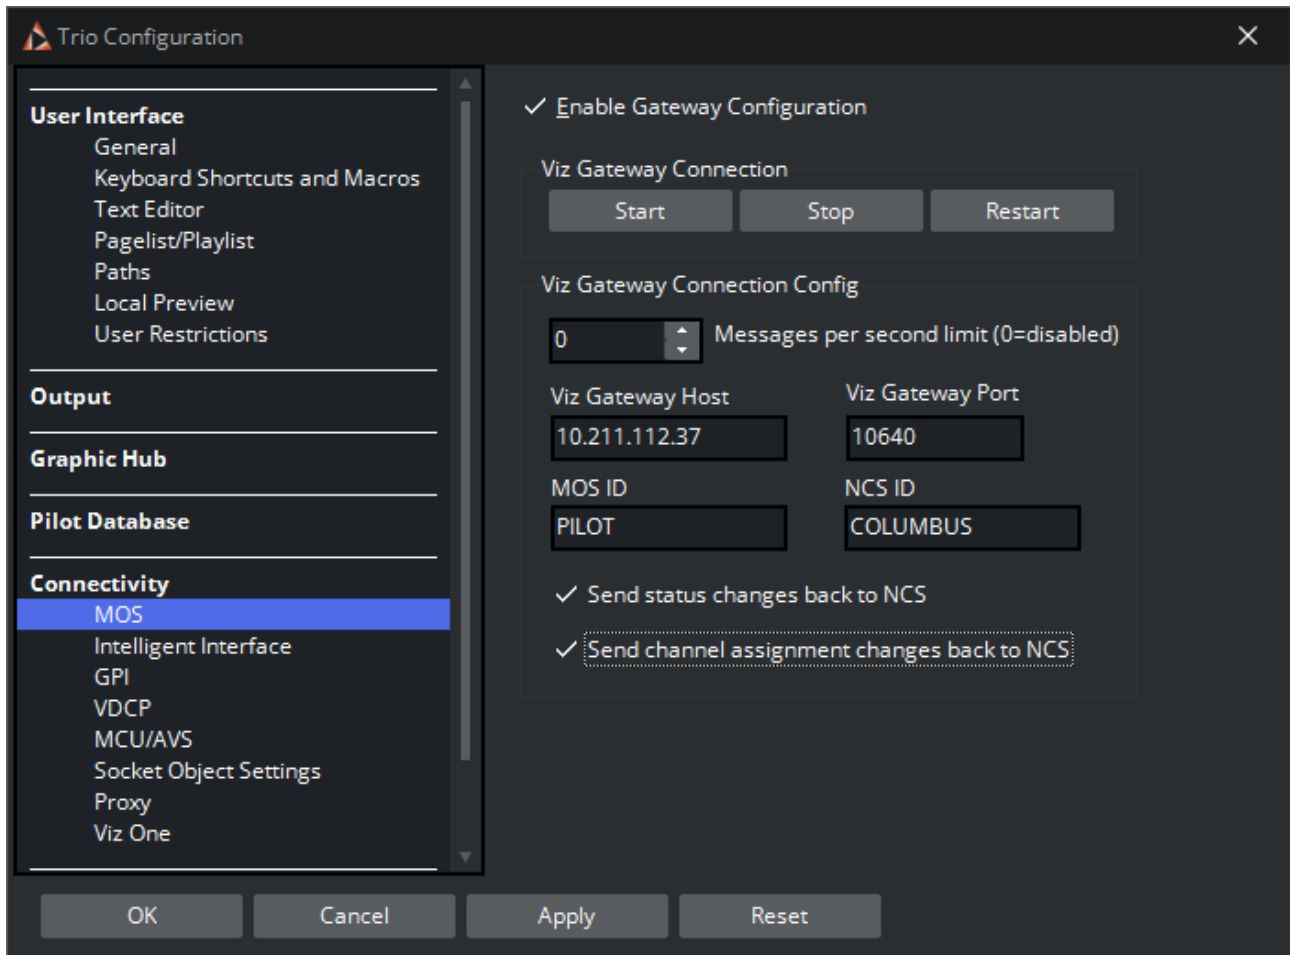 Trio Configuration
User Interface
General
Keyboard Shortcuts and Macros
Text Editor
Pagelist/Playlist
Paths
Local Preview
User Restrictions
Output
Graphic Hub
Pilot Database
Connectivity
MOS
Intelligent Interface
GPI
VDCP
MCU/AVS
Socket Object Settings
Proxy
Viz One
Enable Gateway Configuration
Viz Gateway Connection
Start Stop Restart
Viz Gateway Connection Config
0 Messages per second limit (0=disabled)
Viz Gateway Host Viz Gateway Port
10.211.112.37 10640
MOS ID NCS ID
PILOT COLUMBUS
Send status changes back to NCS
Send channel assignment changes back to NCS
OK Cancel Apply Reset